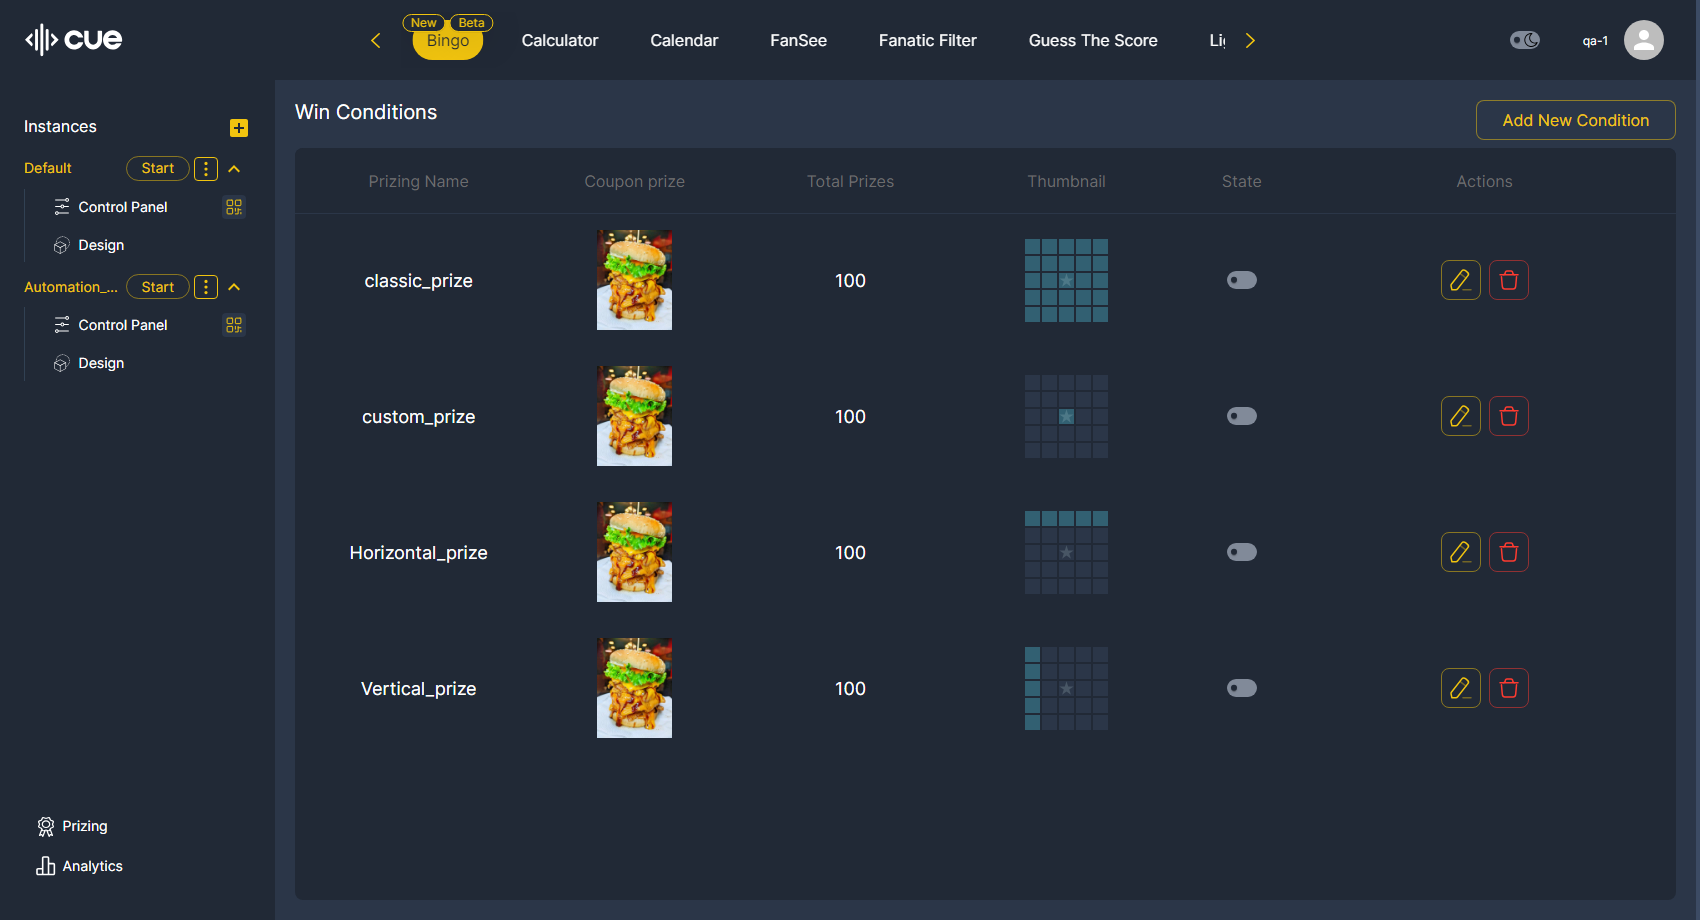 cue
New Beta
Bingo Calculator Calendar FanSee Fanatic Filter Guess The Score
qa-1
Instances
Default Start
Control Panel
Design
Automation_... Start
Control Panel
Design
Prizing
Analytics
Win Conditions
Add New Condition
Prizing Name Coupon prize Total Prizes Thumbnail State Actions
classic_prize 100
custom_prize 100
Horizontal_prize 100
Vertical_prize 100